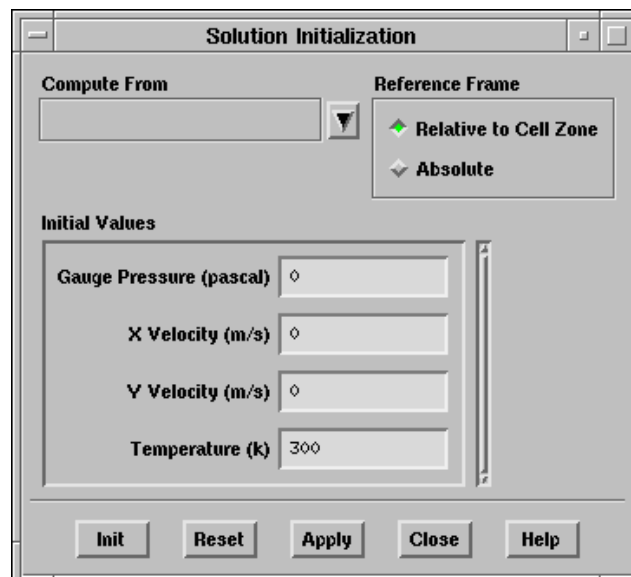 Solution Initialization
Compute From
Reference Frame
Relative to Cell Zone
Absolute
Initial Values
Gauge Pressure (pascal) 0
X Velocity (m/s) 0
Y Velocity (m/s) 0
Temperature (k) 300
Init Reset Apply Close Help